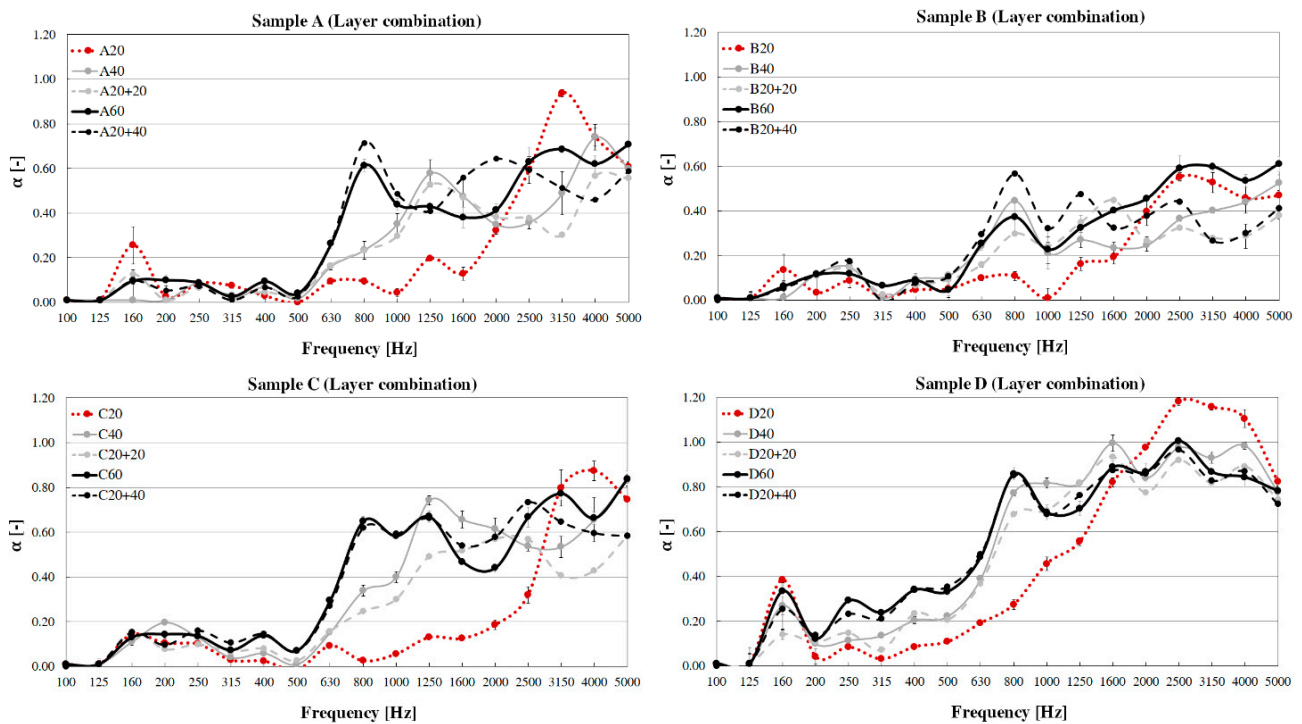 Sample A (Layer combination)
1.20
1.00
0.80
0.60
0.40
0.20
0.00
α [-]
A20
A40
A20+20
A60
A20+40
100 125 160 200 250 315 400 500 630 800 1000 1250 1600 2000 2500 3150 4000 5000
Frequency [Hz]
Sample B (Layer combination)
1.20
1.00
0.80
0.60
0.40
0.20
0.00
α [-]
B20
B40
B20+20
B60
B20+40
100 125 160 200 250 315 400 500 630 800 1000 1250 1600 2000 2500 3150 4000 5000
Frequency [Hz]
Sample C (Layer combination)
1.20
1.00
0.80
0.60
0.40
0.20
0.00
α [-]
C20
C40
C20+20
C60
C20+40
100 125 160 200 250 315 400 500 630 800 1000 1250 1600 2000 2500 3150 4000 5000
Frequency [Hz]
Sample D (Layer combination)
1.20
1.00
0.80
0.60
0.40
0.20
0.00
α [-]
D20
D40
D20+20
D60
D20+40
100 125 160 200 250 315 400 500 630 800 1000 1250 1600 2000 2500 3150 4000 5000
Frequency [Hz]